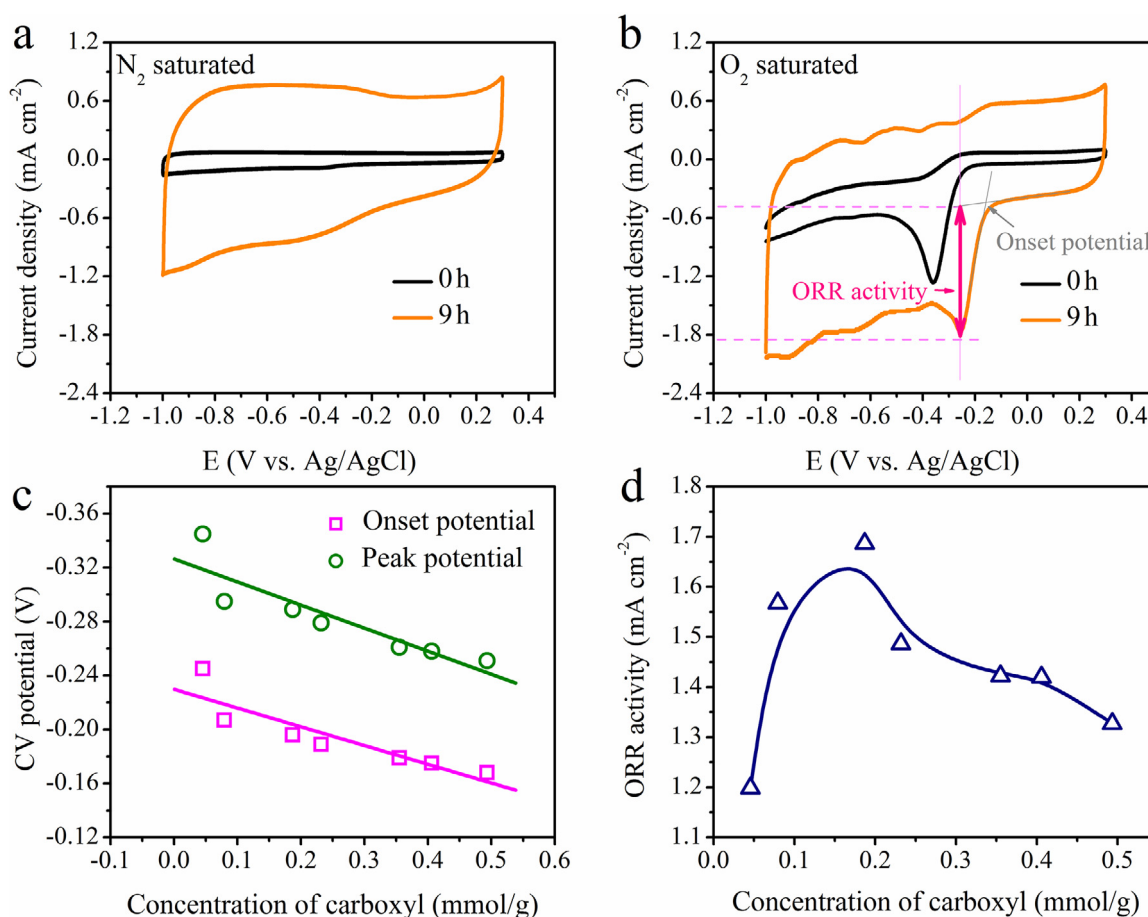 a
N2 saturated
1.2
0.6
0.0
-0.6
-1.2
-1.8
-2.4
Current density (mA cm-2)
0 h
9 h
-1.2 -1.0 -0.8 -0.6 -0.4 -0.2 0.0 0.2 0.4
E (V vs. Ag/AgCl)
b
O2 saturated
1.2
0.6
0.0
-0.6
-1.2
-1.8
-2.4
Current density (mA cm-2)
Onset potential
ORR activity
0 h
9 h
-1.2 -1.0 -0.8 -0.6 -0.4 -0.2 0.0 0.2 0.4
E (V vs. Ag/AgCl)
c
-0.36
-0.32
-0.28
-0.24
-0.20
-0.16
-0.12
CV potential (V)
Onset potential
Peak potential
0.0 0.1 0.2 0.3 0.4 0.5 0.6
Concentration of carboxyl (mmol/g)
d
1.8
1.7
1.6
1.5
1.4
1.3
1.2
1.1
ORR activity (mA cm-2)
0.0 0.1 0.2 0.3 0.4 0.5
Concentration of carboxyl (mmol/g)